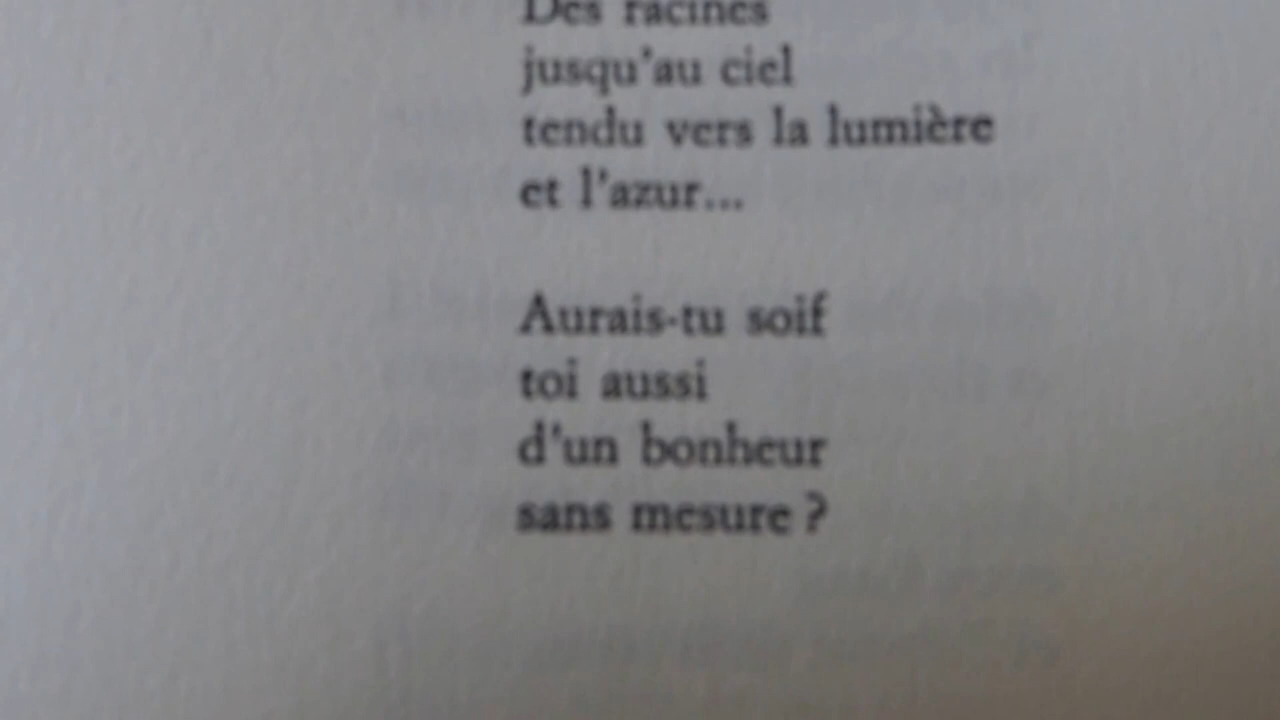 Des racines
jusqu'au ciel
tendu vers la lumière
et l'azur...
Aurais-tu soif
toi aussi
d'un bonheur
sans mesure ?